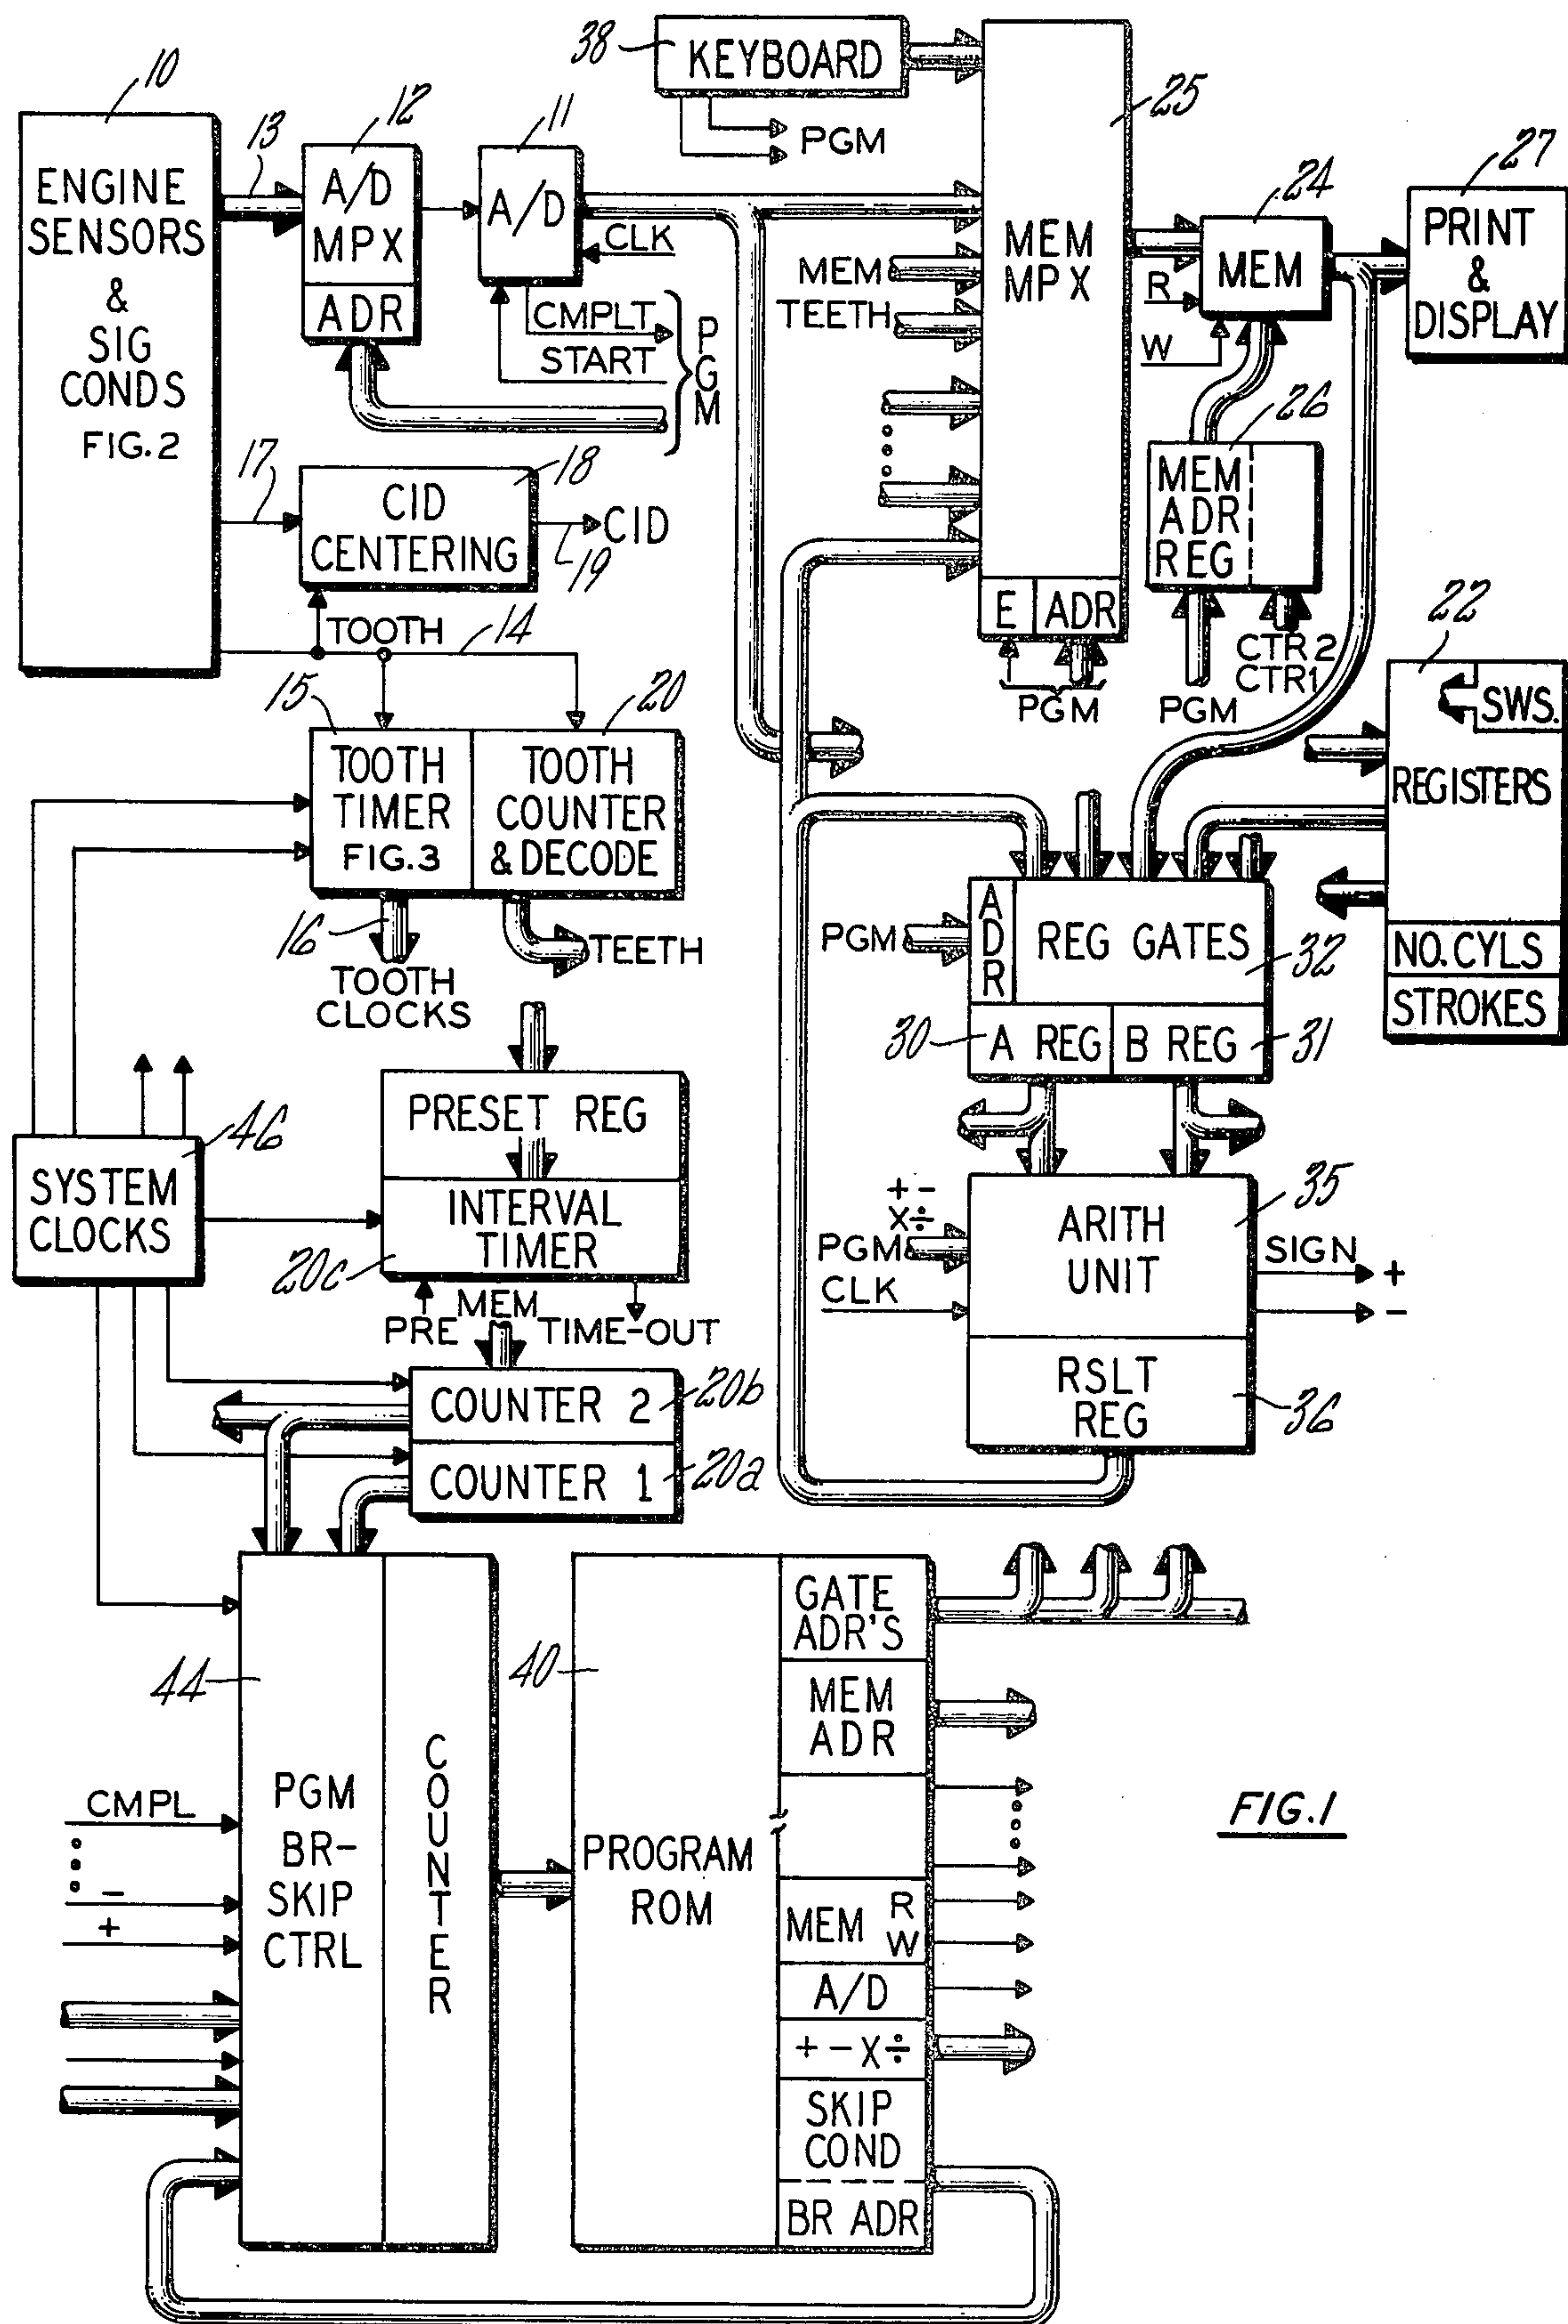 10
ENGINE
SENSORS
&
SIG
CONDS
FIG. 2
13
12
A/D
MPX
ADR
11
A/D
CLK
CMPLT
START
PGM
38
KEYBOARD
PGM
25
MEM
MPX
MEM
TEETH
E
ADR
PGM
24
MEM
R
W
27
PRINT
&
DISPLAY
26
MEM
ADR
REG
PGM
CTR 2
CTR1
17
18
CID
CENTERING
CID
19
TOOTH
14
15
TOOTH
TIMER
FIG. 3
20
TOOTH
COUNTER
& DECODE
16
TOOTH
CLOCKS
TEETH
22
SWS.
REGISTERS
NO. CYLS
STROKES
PGM
ADR
REG GATES
32
30
A REG
B REG
31
46
SYSTEM
CLOCKS
PRESET REG
INTERVAL
TIMER
20c
PRE
MEM
TIME-OUT
COUNTER 2
20b
COUNTER 1
20a
+ -
X ÷
PGM
CLK
ARITH
UNIT
35
SIGN
+
-
RSLT
REG
36
44
CMPL
-
+
PGM
BR-
SKIP
CTRL
COUNTER
40
PROGRAM
ROM
GATE
ADR'S
MEM
ADR
MEM
R
W
A/D
+ - X ÷
SKIP
COND
BR ADR
FIG. 1